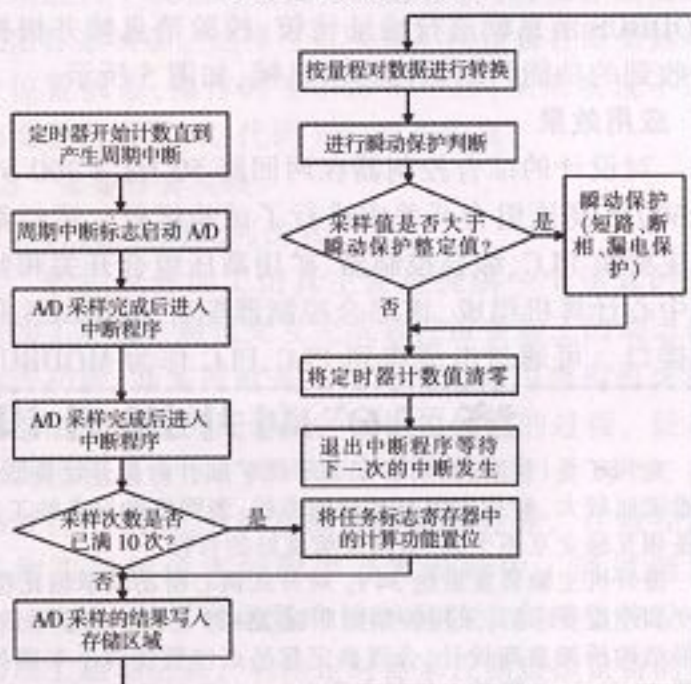 定时器开始计数直到
产生周期中断
周期中断标志启动 A/D
A/D 采样完成后进入
中断程序
A/D 采样完成后进入
中断程序
采样次数是否
已满 10次?
是
否
A/D 采样的结果写入
存储区域
将任务标志寄存器中
的计算功能置位
按量程对数据进行转换
进行瞬动保护判断
采样值是否大于
瞬动保护整定值?
是
否
瞬动保护
(短路、断
相、漏电保
护)
将定时器计数值清零
退出中断程序等待
下一次的中断发生